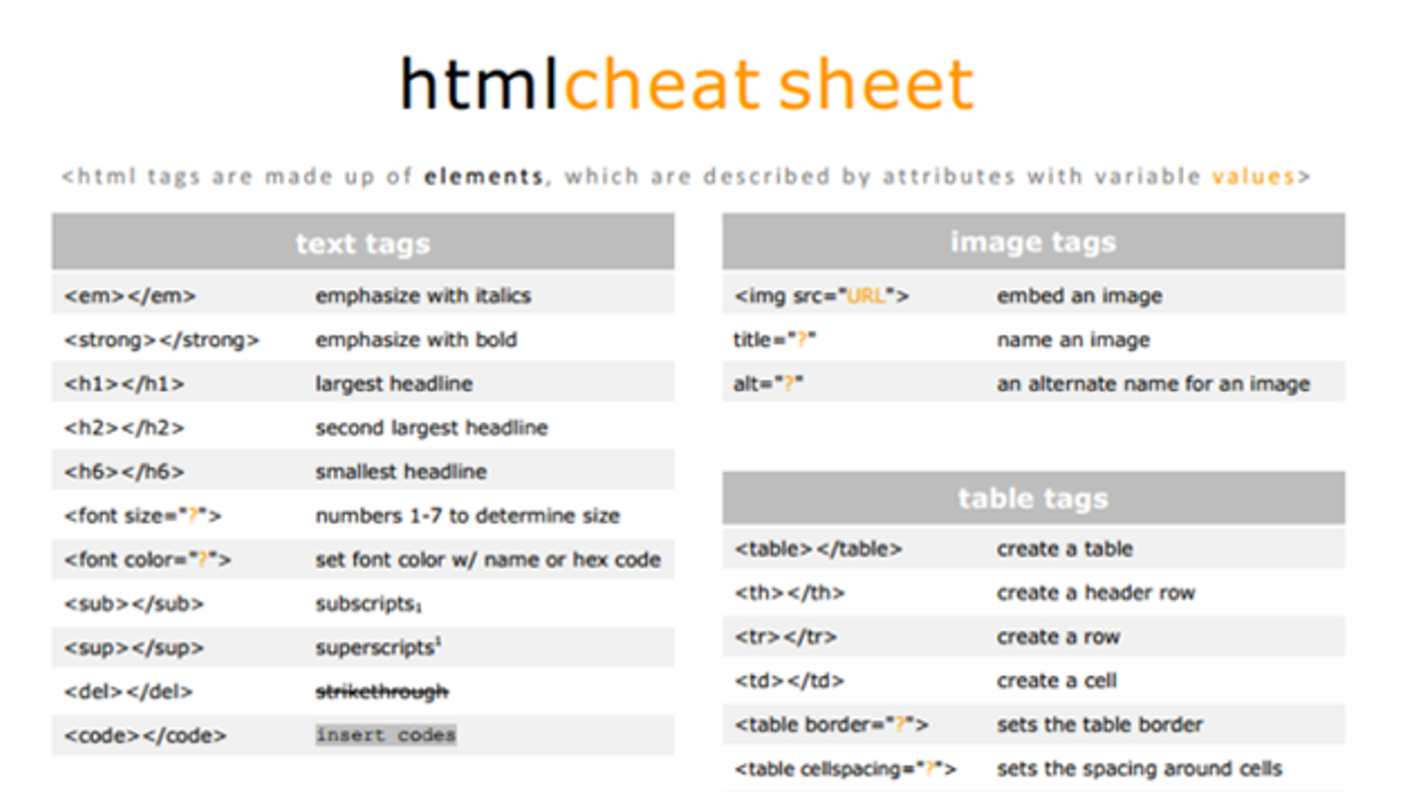 htmlcheat sheet
<html tags are made up of elements, which are described by attributes with variable values>
text tags
<em></em> emphasize with italics
<strong></strong> emphasize with bold
<h1></h1> largest headline
<h2></h2> second largest headline
<h6></h6> smallest headline
<font size="?"> numbers 1-7 to determine size
<font color="?"> set font color w/ name or hex code
<sub></sub> subscripts₁
<sup></sup> superscripts¹
<del></del> strikethrough
<code></code> insert codes
image tags
<img src="URL"> embed an image
title="?" name an image
alt="?" an alternate name for an image
table tags
<table></table> create a table
<th></th> create a header row
<tr></tr> create a row
<td></td> create a cell
<table border="?"> sets the table border
<table cellspacing="?"> sets the spacing around cells